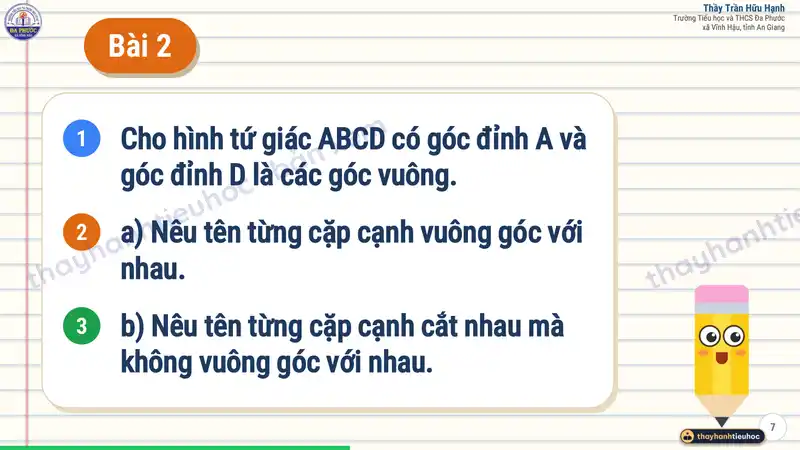 Thầy Trần Hữu Hạnh
Trường Tiểu học và THCS Đa Phước
xã Vĩnh Hậu, tỉnh An Giang
ĐA PHƯỚC
Bài 2
1
Cho hình tứ giác ABCD có góc đỉnh A và
góc đỉnh D là các góc vuông.
2
a) Nêu tên từng cặp cạnh vuông góc với
nhau.
3
b) Nêu tên từng cặp cạnh cắt nhau mà
không vuông góc với nhau.
7
thayhanhtieuhoc